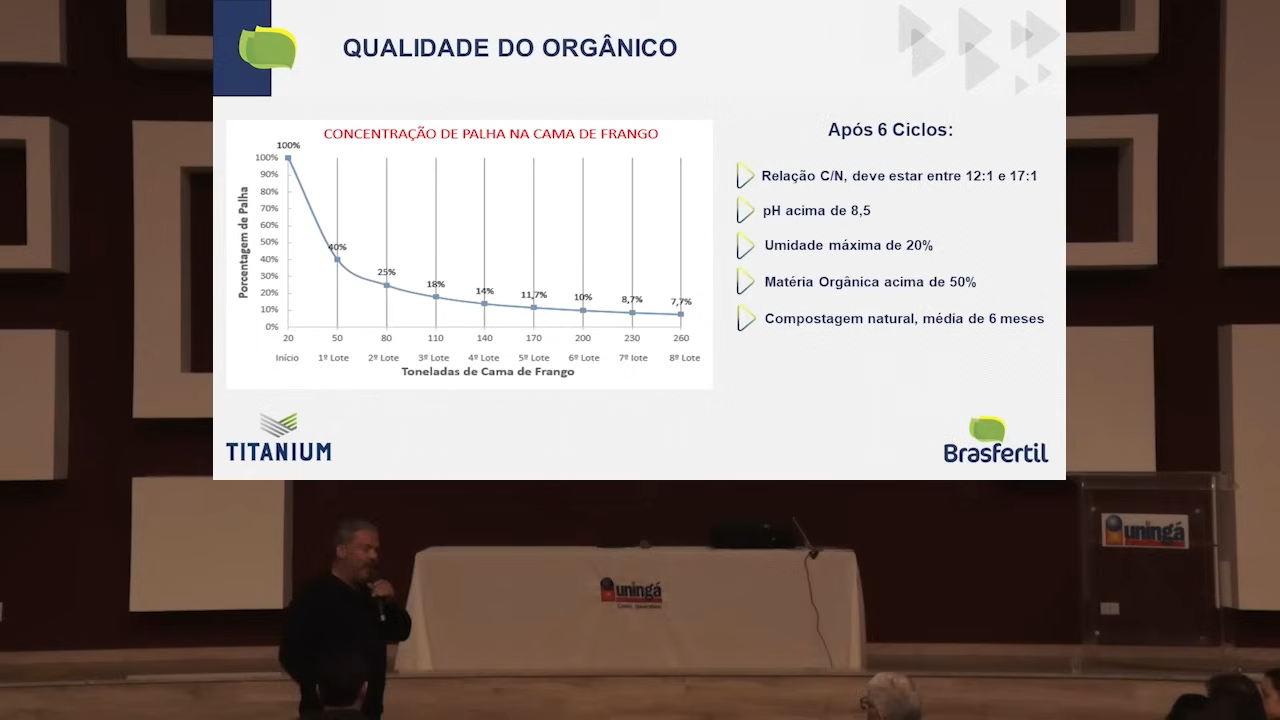 QUALIDADE DO ORGÂNICO
CONCENTRAÇÃO DE PALHA NA CAMA DE FRANGO
Porcentagem de Palha
100%
90%
80%
70%
60%
50%
40%
30%
20%
10%
0%
100%
40%
25%
18%
14%
11,7%
10%
8,7%
7,7%
20 50 80 110 140 170 200 230 260
Início 1º Lote 2º Lote 3º Lote 4º Lote 5º Lote 6º Lote 7º lote 8º Lote
Toneladas de Cama de Frango
Após 6 Ciclos:
Relação C/N, deve estar entre 12:1 e 17:1
pH acima de 8,5
Umidade máxima de 20%
Matéria Orgânica acima de 50%
Compostagem natural, média de 6 meses
TITANIUM
Brasfertil
uningá
uningá